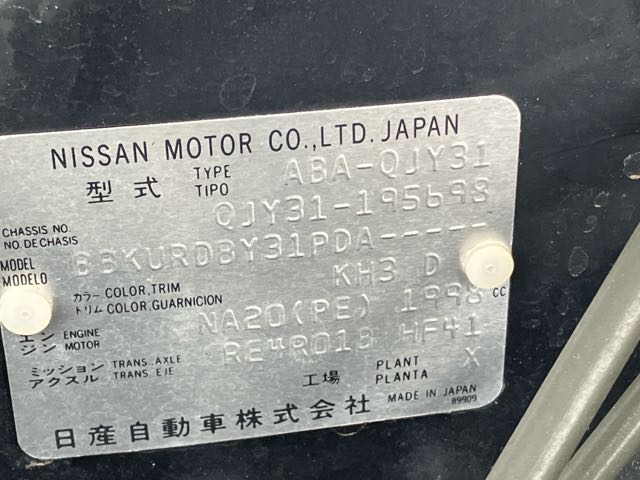 NISSAN MOTOR CO.,LTD. JAPAN
型式 TYPE TIPO ABA-QJY31
CHASSIS NO. NO.DE CHASIS QJY31-195698
MODEL MODELO BBKURDBY31PDA-----
カラー COLOR,TRIM トリム COLOR,GUARNICION KH3 D
エンジン ENGINE MOTOR NA20(PE) 1998 CC
ミッション アクスル TRANS.AXLE TRANS.EJE RE4R01B HF41
工場 PLANT PLANTA X
日産自動車株式会社 MADE IN JAPAN
89909